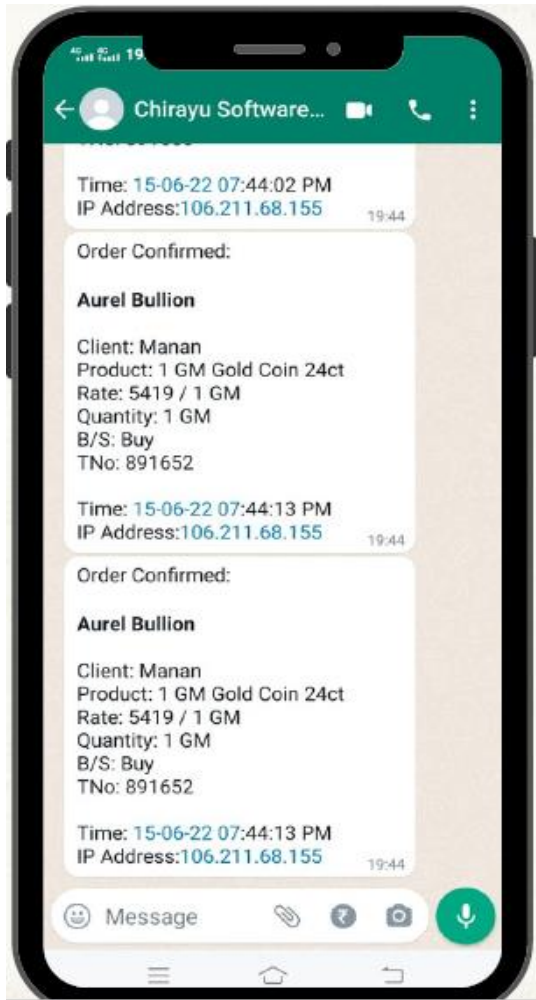 4G 4G 19
Chirayu Software...
Time: 15-06-22 07:44:02 PM
IP Address:106.211.68.155
19:44
Order Confirmed:
Aurel Bullion
Client: Manan
Product: 1 GM Gold Coin 24ct
Rate: 5419 / 1 GM
Quantity: 1 GM
B/S: Buy
TNo: 891652
Time: 15-06-22 07:44:13 PM
IP Address:106.211.68.155
19:44
Order Confirmed:
Aurel Bullion
Client: Manan
Product: 1 GM Gold Coin 24ct
Rate: 5419 / 1 GM
Quantity: 1 GM
B/S: Buy
TNo: 891652
Time: 15-06-22 07:44:13 PM
IP Address:106.211.68.155
19:44
Message